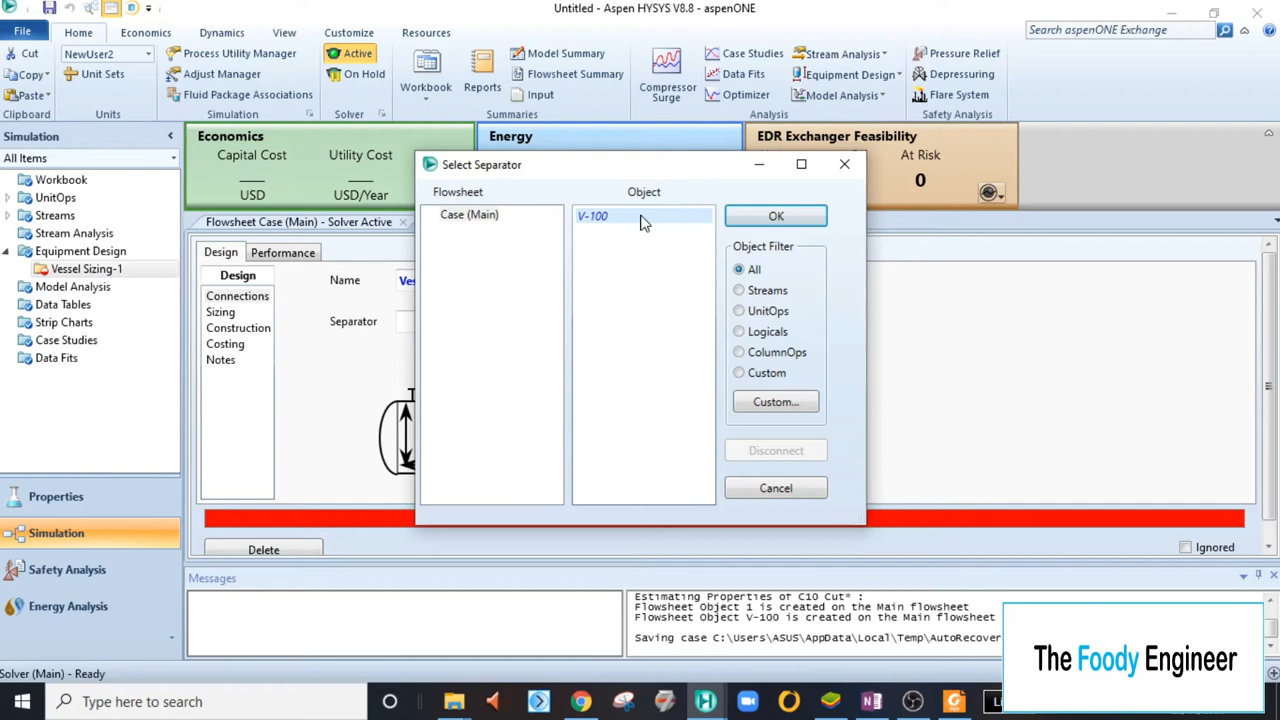 Untitled - Aspen HYSYS V8.8 - aspenONE
File Home Economics Dynamics View Customize Resources Search aspenONE Exchange
Cut NewUser2 Process Utility Manager Active Model Summary Case Studies Stream Analysis Pressure Relief
Copy Unit Sets Adjust Manager On Hold Workbook Reports Flowsheet Summary Compressor Surge Data Fits Equipment Design Depressuring
Paste Fluid Package Associations Input Optimizer Model Analysis Flare System
Clipboard Units Simulation Solver Summaries Analysis Safety Analysis
Simulation
All Items
Workbook
UnitOps
Streams
Stream Analysis
Equipment Design
Vessel Sizing-1
Model Analysis
Data Tables
Strip Charts
Case Studies
Data Fits
Properties
Simulation
Safety Analysis
Energy Analysis
Economics Energy EDR Exchanger Feasibility
Capital Cost Utility Cost At Risk
USD USD/Year 0
Flowsheet Case (Main) - Solver Active
Design Performance
Design
Connections
Sizing
Construction
Costing
Notes
Name Ves
Separator
Select Separator
Flowsheet Object
Case (Main) V-100
OK
Object Filter
All
Streams
UnitOps
Logicals
ColumnOps
Custom
Custom...
Disconnect
Cancel
Delete Ignored
Messages
Estimating Properties of C10 Cut* :
Flowsheet Object 1 is created on the Main flowsheet
Flowsheet Object V-100 is created on the Main flowsheet
Saving case C:\Users\ASUS\AppData\Local\Temp\AutoRecover
The Foody Engineer
Solver (Main) - Ready
Type here to search